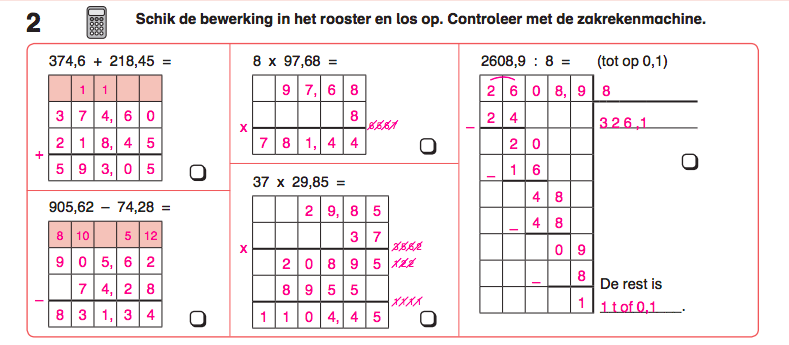 2 Schik de bewerking in het rooster en los op. Controleer met de zakrekenmachine.
374,6 + 218,45 =
1 1
3 7 4, 6 0
+ 2 1 8, 4 5
5 9 3, 0 5
905,62 – 74,28 =
8 10 5 12
9 0 5, 6 2
– 7 4, 2 8
8 3 1, 3 4
8 x 97,68 =
9 7, 6 8
x 8
7 8 1, 4 4
37 x 29,85 =
2 9, 8 5
x 3 7
2 0 8 9 5
8 9 5 5
1 1 0 4, 4 5
2608,9 : 8 = (tot op 0,1)
2 6 0 8, 9 8
– 2 4 3 2 6 ,1
2 0
– 1 6
4 8
– 4 8
0 9
– 8
1
De rest is
1 t of 0,1.